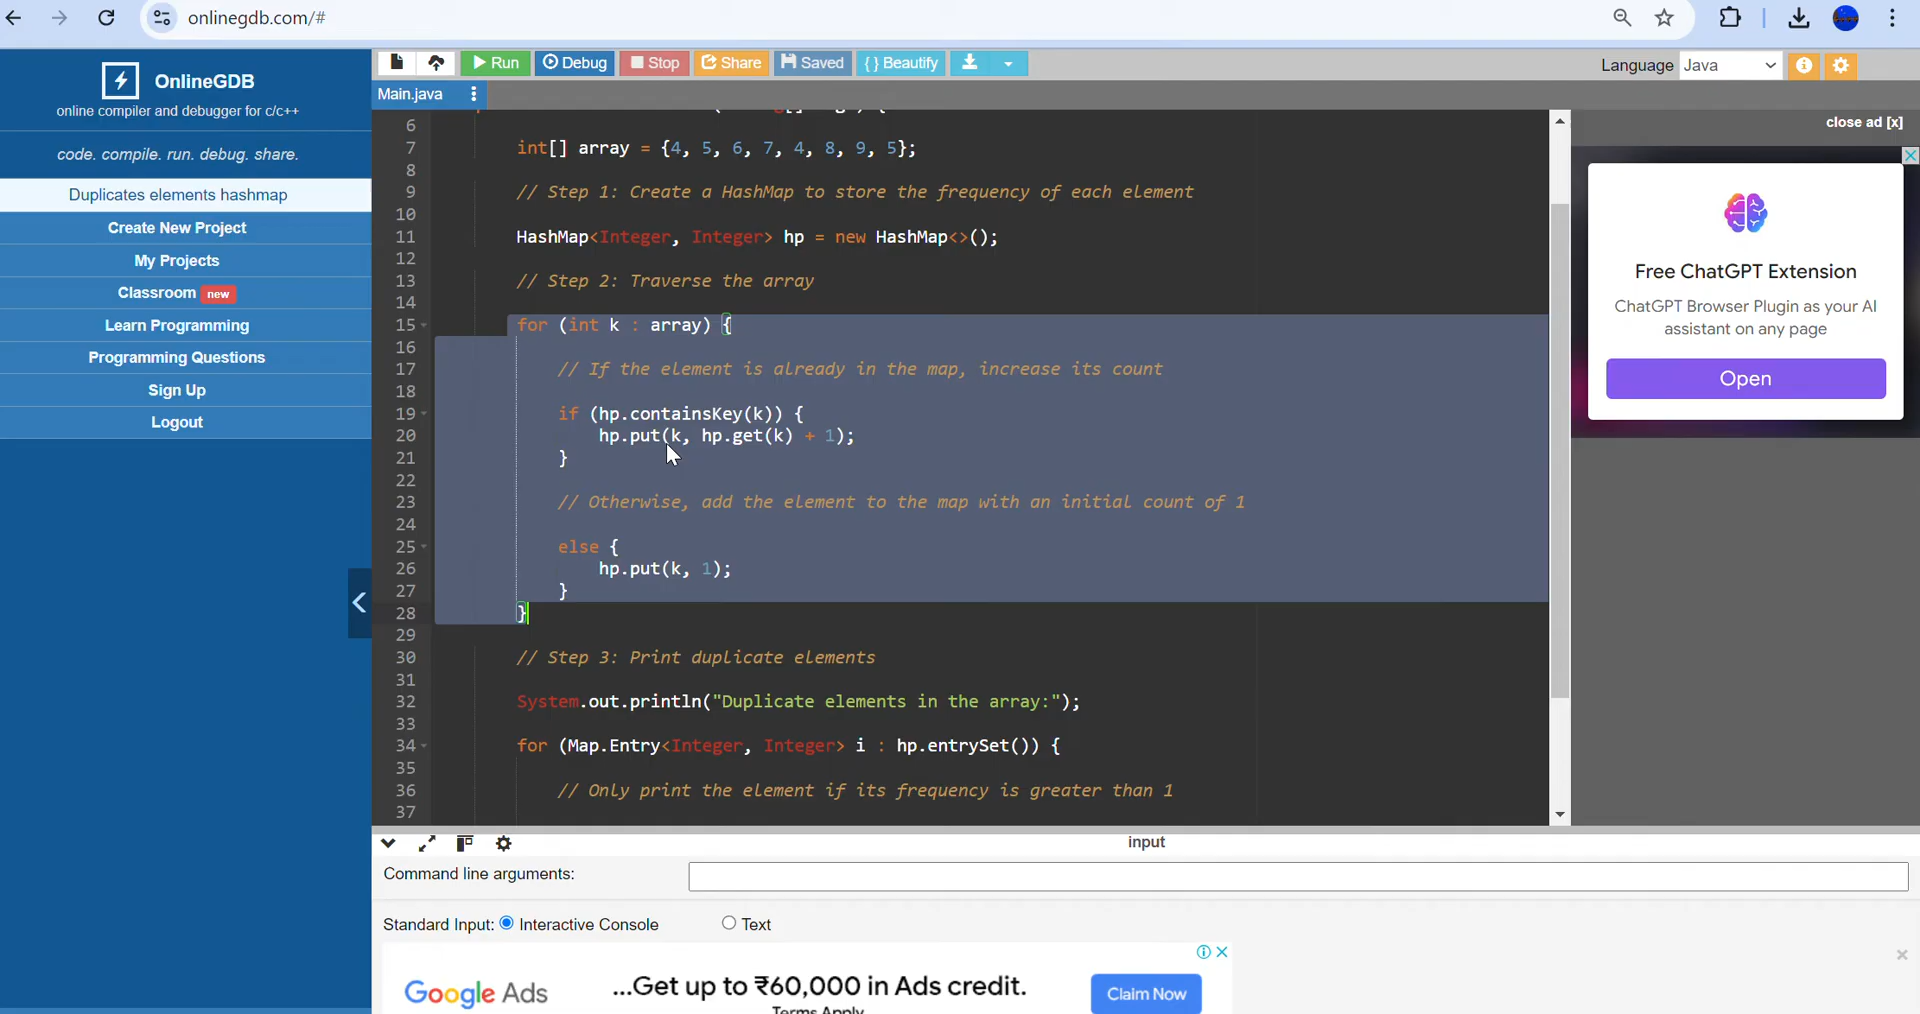 onlinegdb.com/#
OnlineGDB
online compiler and debugger for c/c++
code. compile. run. debug. share.
Duplicates elements hashmap
Create New Project
My Projects
Classroom new
Learn Programming
Programming Questions
Sign Up
Logout
Run Debug Stop Share Saved { } Beautify
Language Java
Main.java
6
7 int[] array = {4, 5, 6, 7, 4, 8, 9, 5};
8
9 // Step 1: Create a HashMap to store the frequency of each element
10
11 HashMap<Integer, Integer> hp = new HashMap<>();
12
13 // Step 2: Traverse the array
14
15 for (int k : array) {
16
17 // If the element is already in the map, increase its count
18
19 if (hp.containsKey(k)) {
20 hp.put(k, hp.get(k) + 1);
21 }
22
23 // Otherwise, add the element to the map with an initial count of 1
24
25 else {
26 hp.put(k, 1);
27 }
28 }
29
30 // Step 3: Print duplicate elements
31
32 System.out.println("Duplicate elements in the array:");
33
34 for (Map.Entry<Integer, Integer> i : hp.entrySet()) {
35
36 // Only print the element if its frequency is greater than 1
37
close ad [x]
Free ChatGPT Extension
ChatGPT Browser Plugin as your AI
assistant on any page
Open
input
Command line arguments:
Standard Input: Interactive Console Text
Google Ads
...Get up to ₹60,000 in Ads credit.
Terms Apply
Claim Now